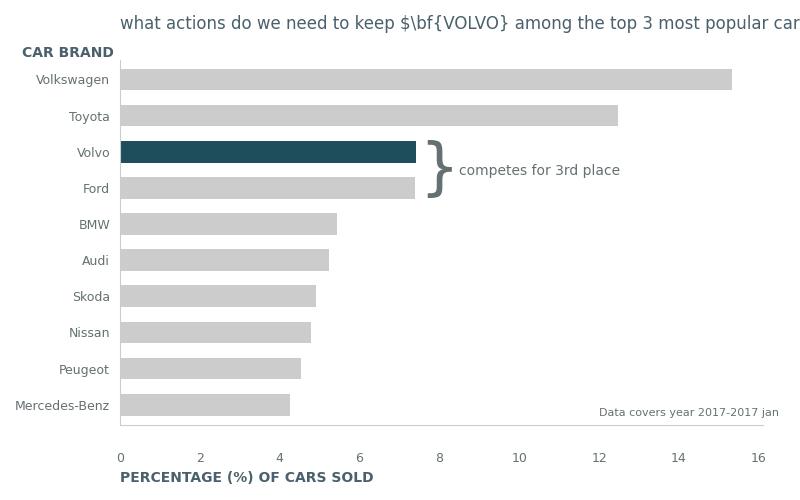 what actions do we need to keep $\bf{VOLVO} among the top 3 most popular car
CAR BRAND
Volkswagen
Toyota
Volvo
Ford
BMW
Audi
Skoda
Nissan
Peugeot
Mercedes-Benz
} competes for 3rd place
Data covers year 2017-2017 jan
0 2 4 6 8 10 12 14 16
PERCENTAGE (%) OF CARS SOLD